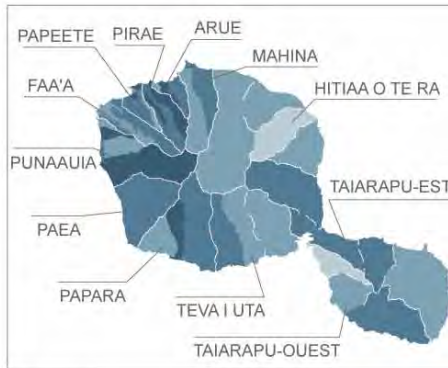 PAPEETE
PIRAE
ARUE
MAHINA
FAA'A
HITIAA O TE RA
PUNAAUIA
TAIARAPU-EST
PAEA
PAPARA
TEVA I UTA
TAIARAPU-OUEST